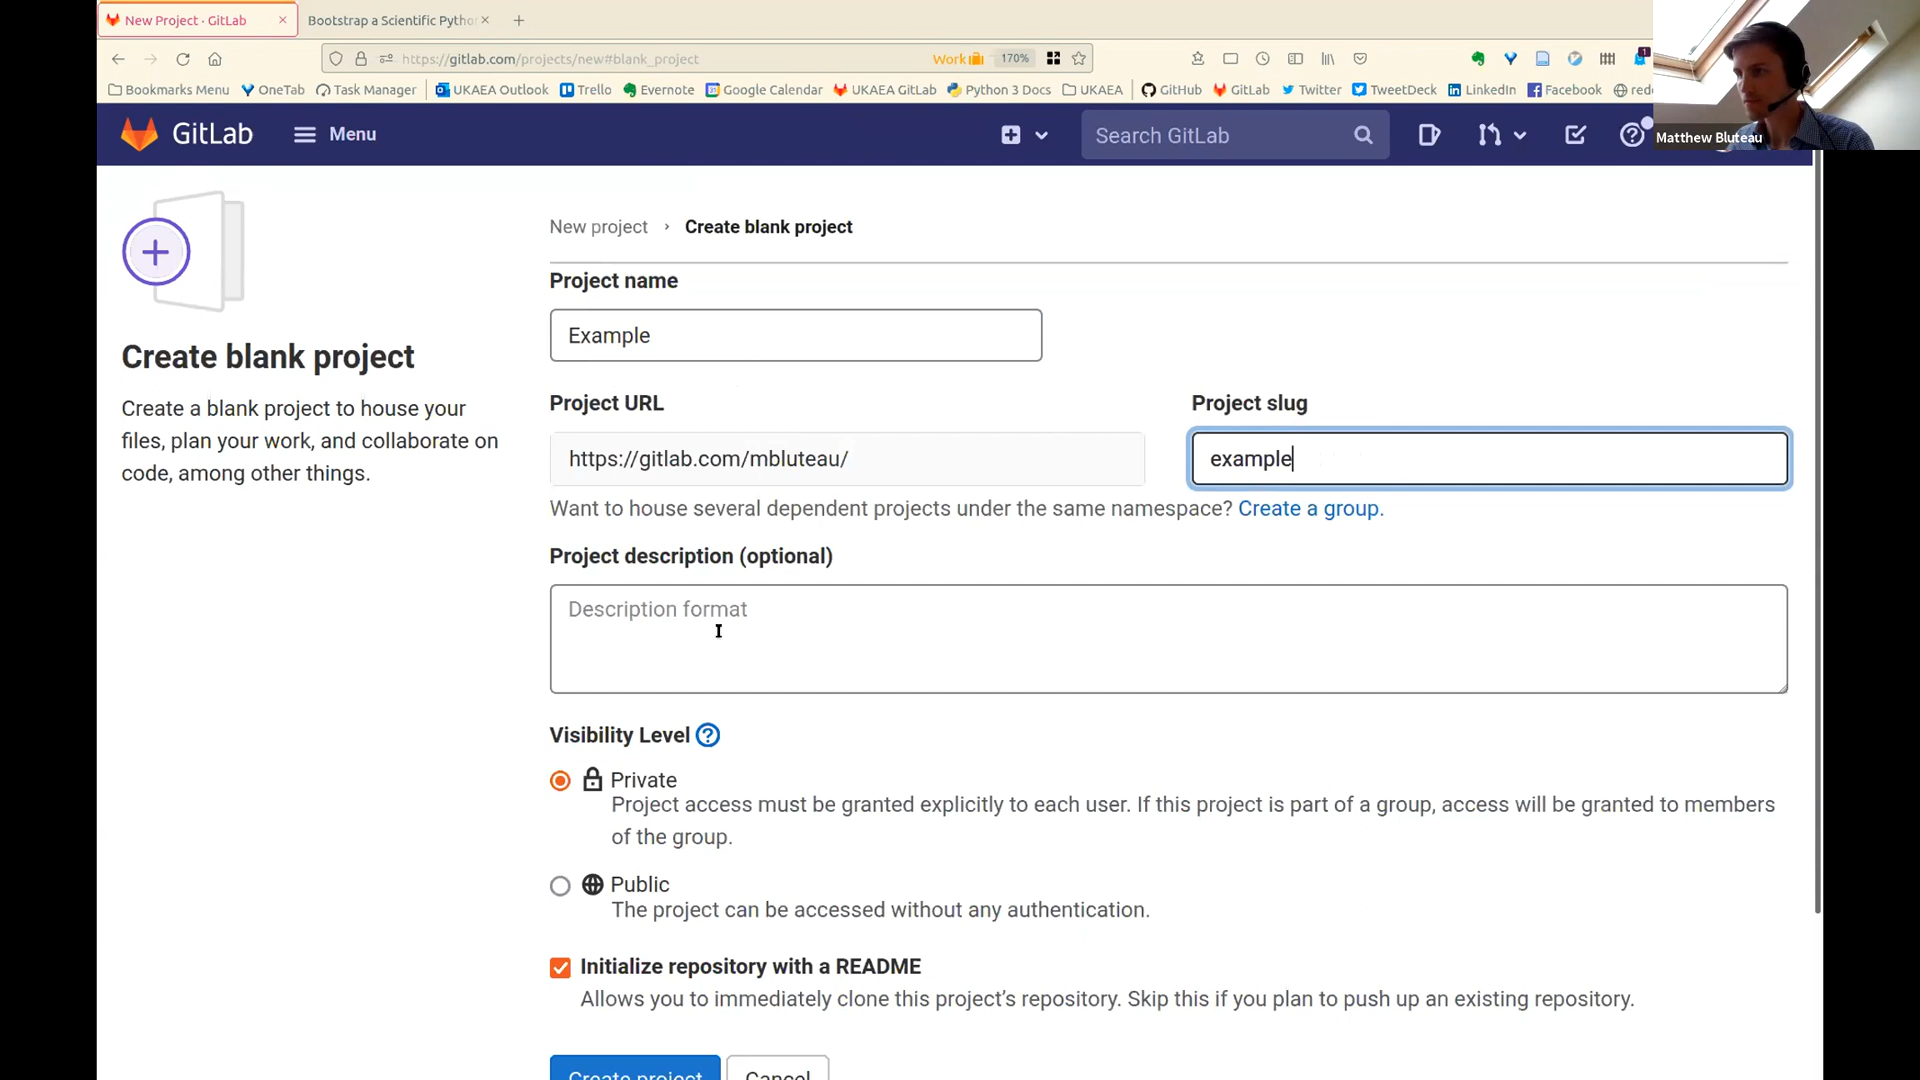 New Project · GitLab
Bootstrap a Scientific Pytho
https://gitlab.com/projects/new#blank_project
Work
170%
1
Bookmarks Menu
OneTab
Task Manager
UKAEA Outlook
Trello
Evernote
Google Calendar
UKAEA GitLab
Python 3 Docs
UKAEA
GitHub
GitLab
Twitter
TweetDeck
LinkedIn
Facebook
red
Matthew Bluteau
GitLab
Menu
Search GitLab
New project › Create blank project
Create blank project
Create a blank project to house your
files, plan your work, and collaborate on
code, among other things.
Project name
Example
Project URL
Project slug
https://gitlab.com/mbluteau/
example
Want to house several dependent projects under the same namespace? Create a group.
Project description (optional)
Description format
Visibility Level
Private
Project access must be granted explicitly to each user. If this project is part of a group, access will be granted to members
of the group.
Public
The project can be accessed without any authentication.
Initialize repository with a README
Allows you to immediately clone this project's repository. Skip this if you plan to push up an existing repository.
Create project
Cancel